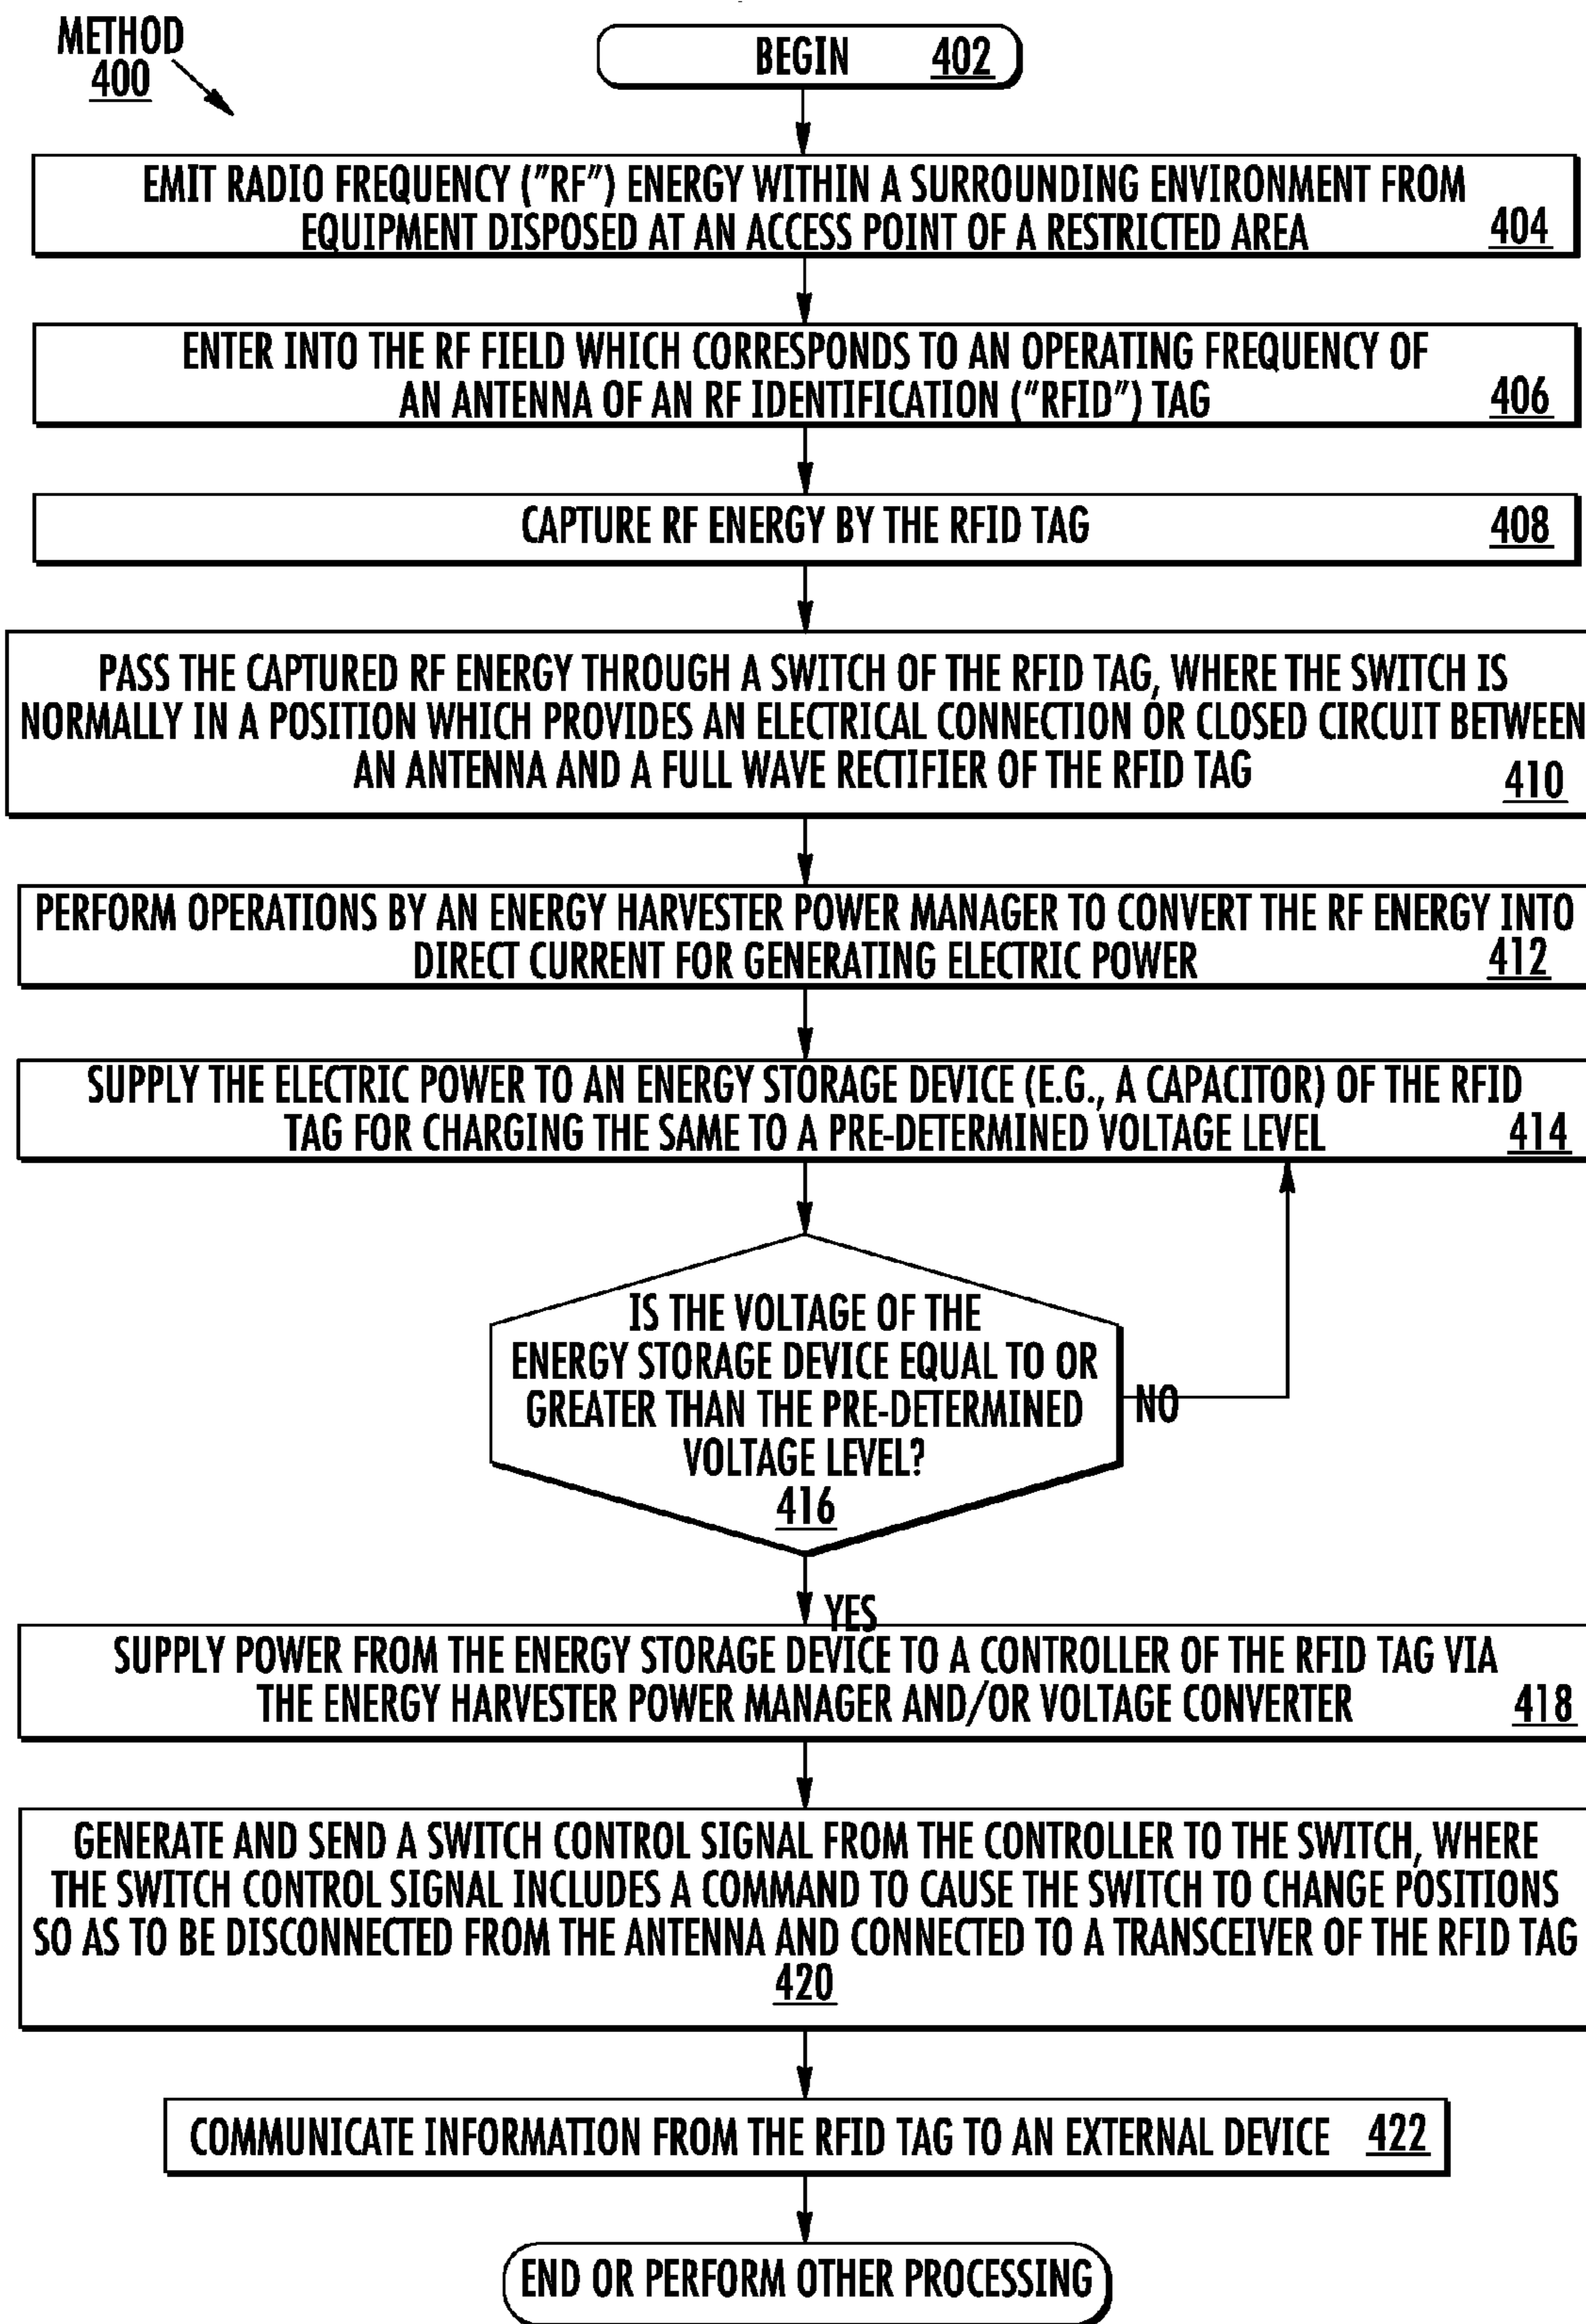 METHOD
400
BEGIN 402
EMIT RADIO FREQUENCY ("RF") ENERGY WITHIN A SURROUNDING ENVIRONMENT FROM
EQUIPMENT DISPOSED AT AN ACCESS POINT OF A RESTRICTED AREA 404
ENTER INTO THE RF FIELD WHICH CORRESPONDS TO AN OPERATING FREQUENCY OF
AN ANTENNA OF AN RF IDENTIFICATION ("RFID") TAG 406
CAPTURE RF ENERGY BY THE RFID TAG 408
PASS THE CAPTURED RF ENERGY THROUGH A SWITCH OF THE RFID TAG, WHERE THE SWITCH IS
NORMALLY IN A POSITION WHICH PROVIDES AN ELECTRICAL CONNECTION OR CLOSED CIRCUIT BETWEEN
AN ANTENNA AND A FULL WAVE RECTIFIER OF THE RFID TAG 410
PERFORM OPERATIONS BY AN ENERGY HARVESTER POWER MANAGER TO CONVERT THE RF ENERGY INTO
DIRECT CURRENT FOR GENERATING ELECTRIC POWER 412
SUPPLY THE ELECTRIC POWER TO AN ENERGY STORAGE DEVICE (E.G., A CAPACITOR) OF THE RFID
TAG FOR CHARGING THE SAME TO A PRE-DETERMINED VOLTAGE LEVEL 414
IS THE VOLTAGE OF THE
ENERGY STORAGE DEVICE EQUAL TO OR
GREATER THAN THE PRE-DETERMINED
VOLTAGE LEVEL?
416
NO
YES
SUPPLY POWER FROM THE ENERGY STORAGE DEVICE TO A CONTROLLER OF THE RFID TAG VIA
THE ENERGY HARVESTER POWER MANAGER AND/OR VOLTAGE CONVERTER 418
GENERATE AND SEND A SWITCH CONTROL SIGNAL FROM THE CONTROLLER TO THE SWITCH, WHERE
THE SWITCH CONTROL SIGNAL INCLUDES A COMMAND TO CAUSE THE SWITCH TO CHANGE POSITIONS
SO AS TO BE DISCONNECTED FROM THE ANTENNA AND CONNECTED TO A TRANSCEIVER OF THE RFID TAG
420
COMMUNICATE INFORMATION FROM THE RFID TAG TO AN EXTERNAL DEVICE 422
END OR PERFORM OTHER PROCESSING